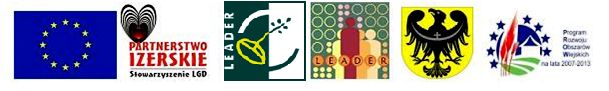 PARTNERSTWO
IZERSKIE
Stowarzyszenie LGD
LEADER
LEADER
Program
Rozwoju
Obszarów
Wiejskich
na lata 2007-2013